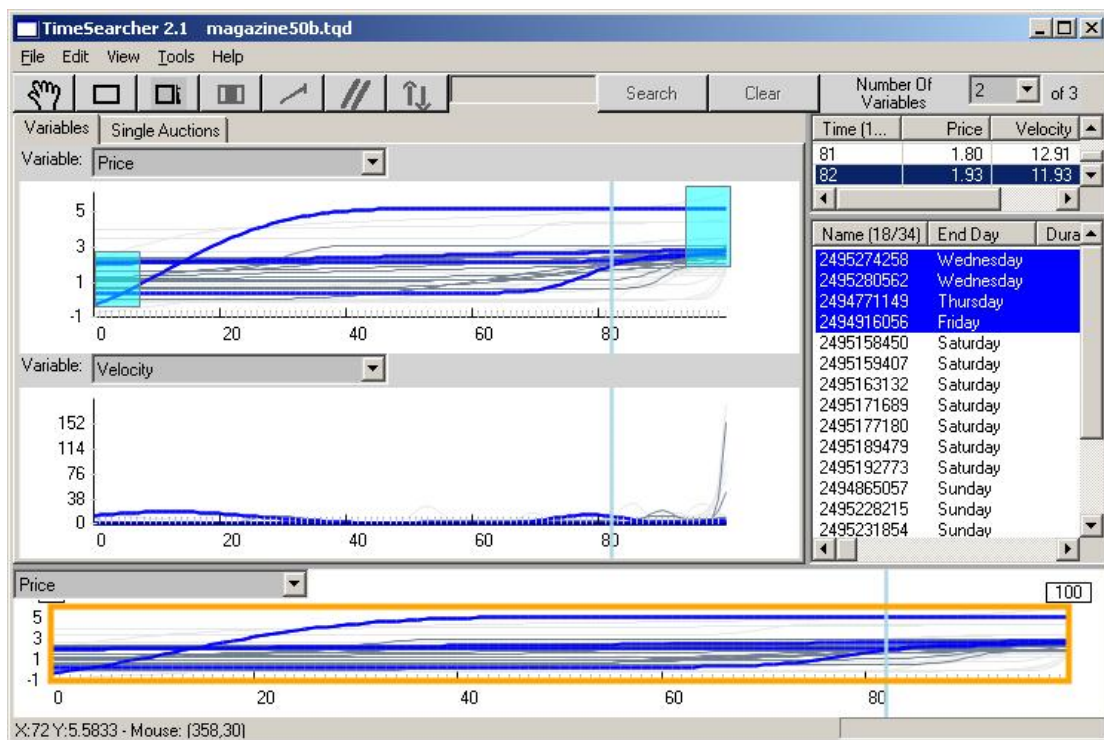 TimeSearcher 2.1 magazine50b.tqd
File Edit View Tools Help
Search Clear Number Of Variables 2 of 3
Variables Single Auctions
Variable: Price
5
3
1
-1
0 20 40 60 80
Variable: Velocity
152
114
76
38
0
0 20 40 60 80
Time (1... Price Velocity
81 1.80 12.91
82 1.93 11.93
Name (18/34) End Day Dura
2495274258 Wednesday
2495280562 Wednesday
2494771149 Thursday
2494916056 Friday
2495158450 Saturday
2495159407 Saturday
2495163132 Saturday
2495171689 Saturday
2495177180 Saturday
2495189479 Saturday
2495192773 Saturday
2494865057 Sunday
2495228215 Sunday
2495231854 Sunday
Price
100
5
3
1
-1
0 20 40 60 80
X:72 Y:5.5833 - Mouse: (358,30)